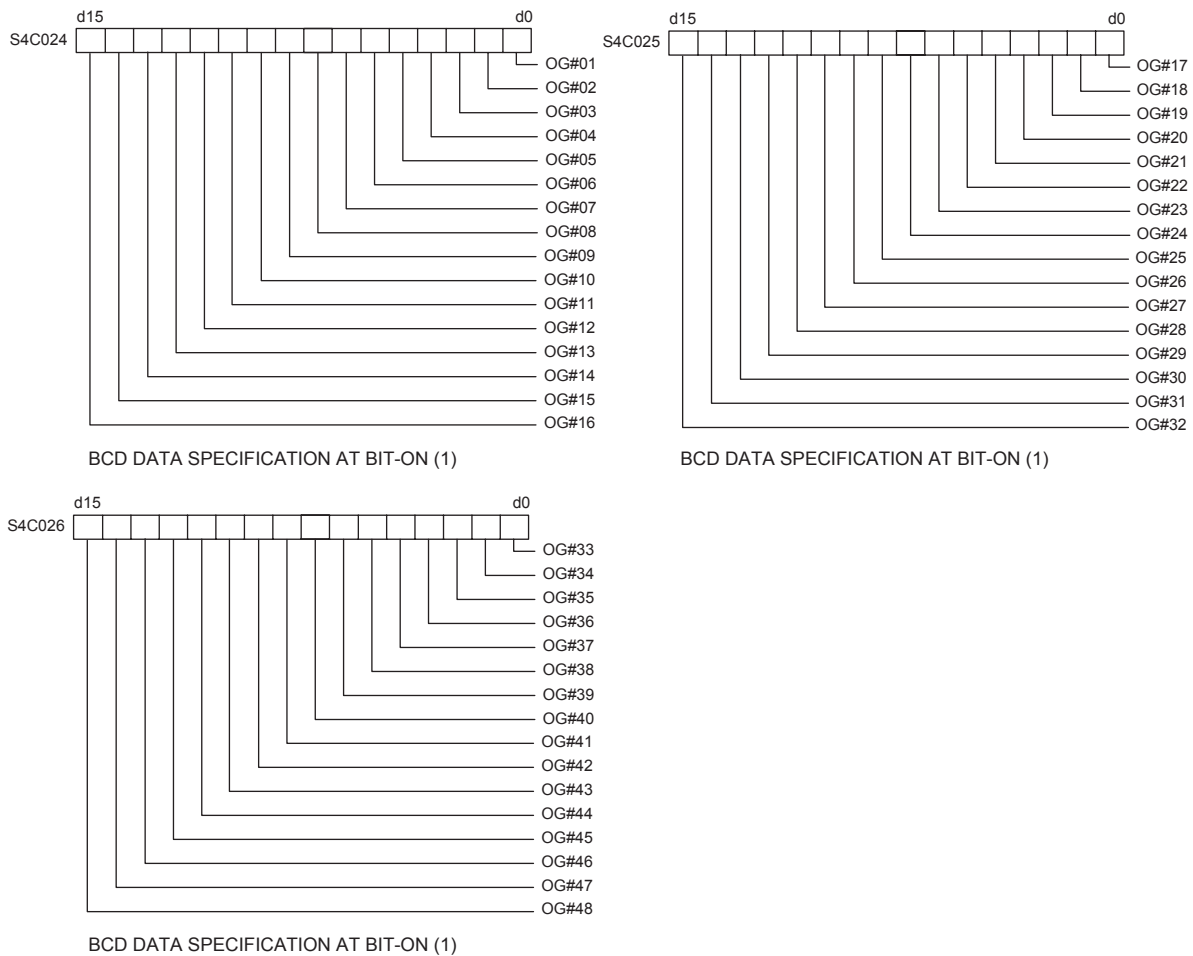 d15 d0
S4C024
OG#01
OG#02
OG#03
OG#04
OG#05
OG#06
OG#07
OG#08
OG#09
OG#10
OG#11
OG#12
OG#13
OG#14
OG#15
OG#16
BCD DATA SPECIFICATION AT BIT-ON (1)
d15 d0
S4C025
OG#17
OG#18
OG#19
OG#20
OG#21
OG#22
OG#23
OG#24
OG#25
OG#26
OG#27
OG#28
OG#29
OG#30
OG#31
OG#32
BCD DATA SPECIFICATION AT BIT-ON (1)
d15 d0
S4C026
OG#33
OG#34
OG#35
OG#36
OG#37
OG#38
OG#39
OG#40
OG#41
OG#42
OG#43
OG#44
OG#45
OG#46
OG#47
OG#48
BCD DATA SPECIFICATION AT BIT-ON (1)